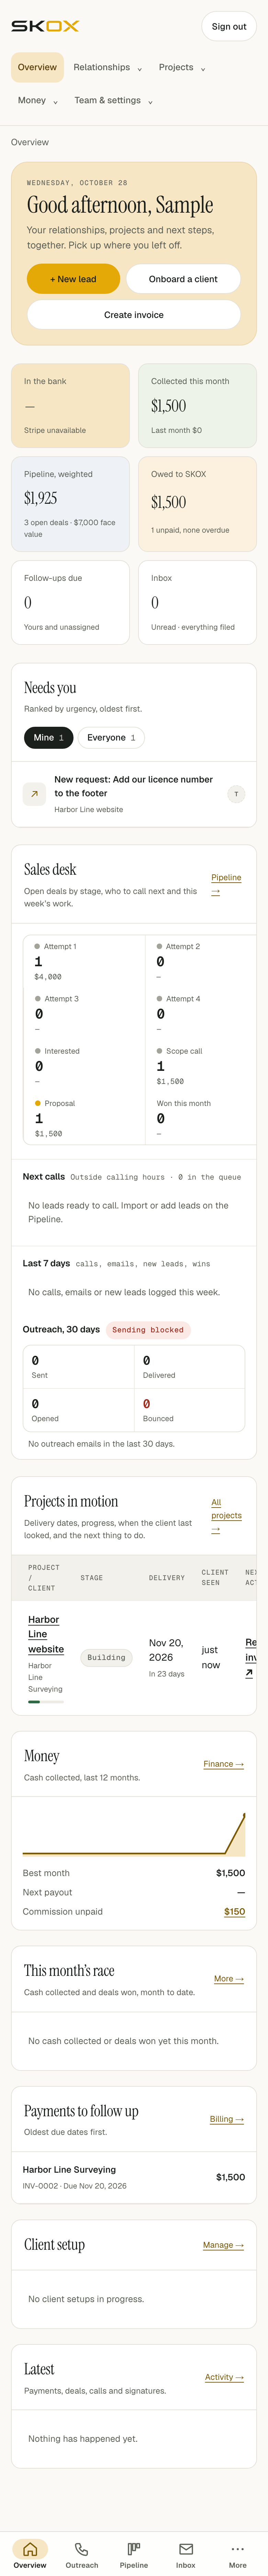 SKOX
Sign out
Overview
Relationships
Projects
Money
Team & settings
Overview
WEDNESDAY, OCTOBER 28
Good afternoon, Sample
Your relationships, projects and next steps,
together. Pick up where you left off.
+ New lead
Onboard a client
Create invoice
In the bank
—
Stripe unavailable
Collected this month
$1,500
Last month $0
Pipeline, weighted
$1,925
3 open deals · $7,000 face
value
Owed to SKOX
$1,500
1 unpaid, none overdue
Follow-ups due
0
Yours and unassigned
Inbox
0
Unread · everything filed
Needs you
Ranked by urgency, oldest first.
Mine 1
Everyone 1
New request: Add our licence number
to the footer
Harbor Line website
T
Sales desk
Open deals by stage, who to call next and this
week's work.
Pipeline
→
Attempt 1
1
$4,000
Attempt 2
0
—
Attempt 3
0
—
Attempt 4
0
—
Interested
0
—
Scope call
1
$1,500
Proposal
1
$1,500
Won this month
0
—
Next calls Outside calling hours · 0 in the queue
No leads ready to call. Import or add leads on the
Pipeline.
Last 7 days calls, emails, new leads, wins
No calls, emails or new leads logged this week.
Outreach, 30 days Sending blocked
0
Sent
0
Delivered
0
Opened
0
Bounced
No outreach emails in the last 30 days.
Projects in motion
Delivery dates, progress, when the client last
looked, and the next thing to do.
All
projects
→
PROJECT
/
CLIENT
STAGE
DELIVERY
CLIENT
SEEN
Harbor
Line
website
Harbor
Line
Surveying
Building
Nov 20,
2026
In 23 days
just
now
↗
Money
Cash collected, last 12 months.
Finance →
Best month
$1,500
Next payout
—
Commission unpaid
$150
This month's race
Cash collected and deals won, month to date.
More →
No cash collected or deals won yet this month.
Payments to follow up
Oldest due dates first.
Billing →
Harbor Line Surveying
INV-0002 · Due Nov 20, 2026
$1,500
Client setup
Manage →
No client setups in progress.
Latest
Payments, deals, calls and signatures.
Activity →
Nothing has happened yet.
Overview
Outreach
Pipeline
Inbox
More